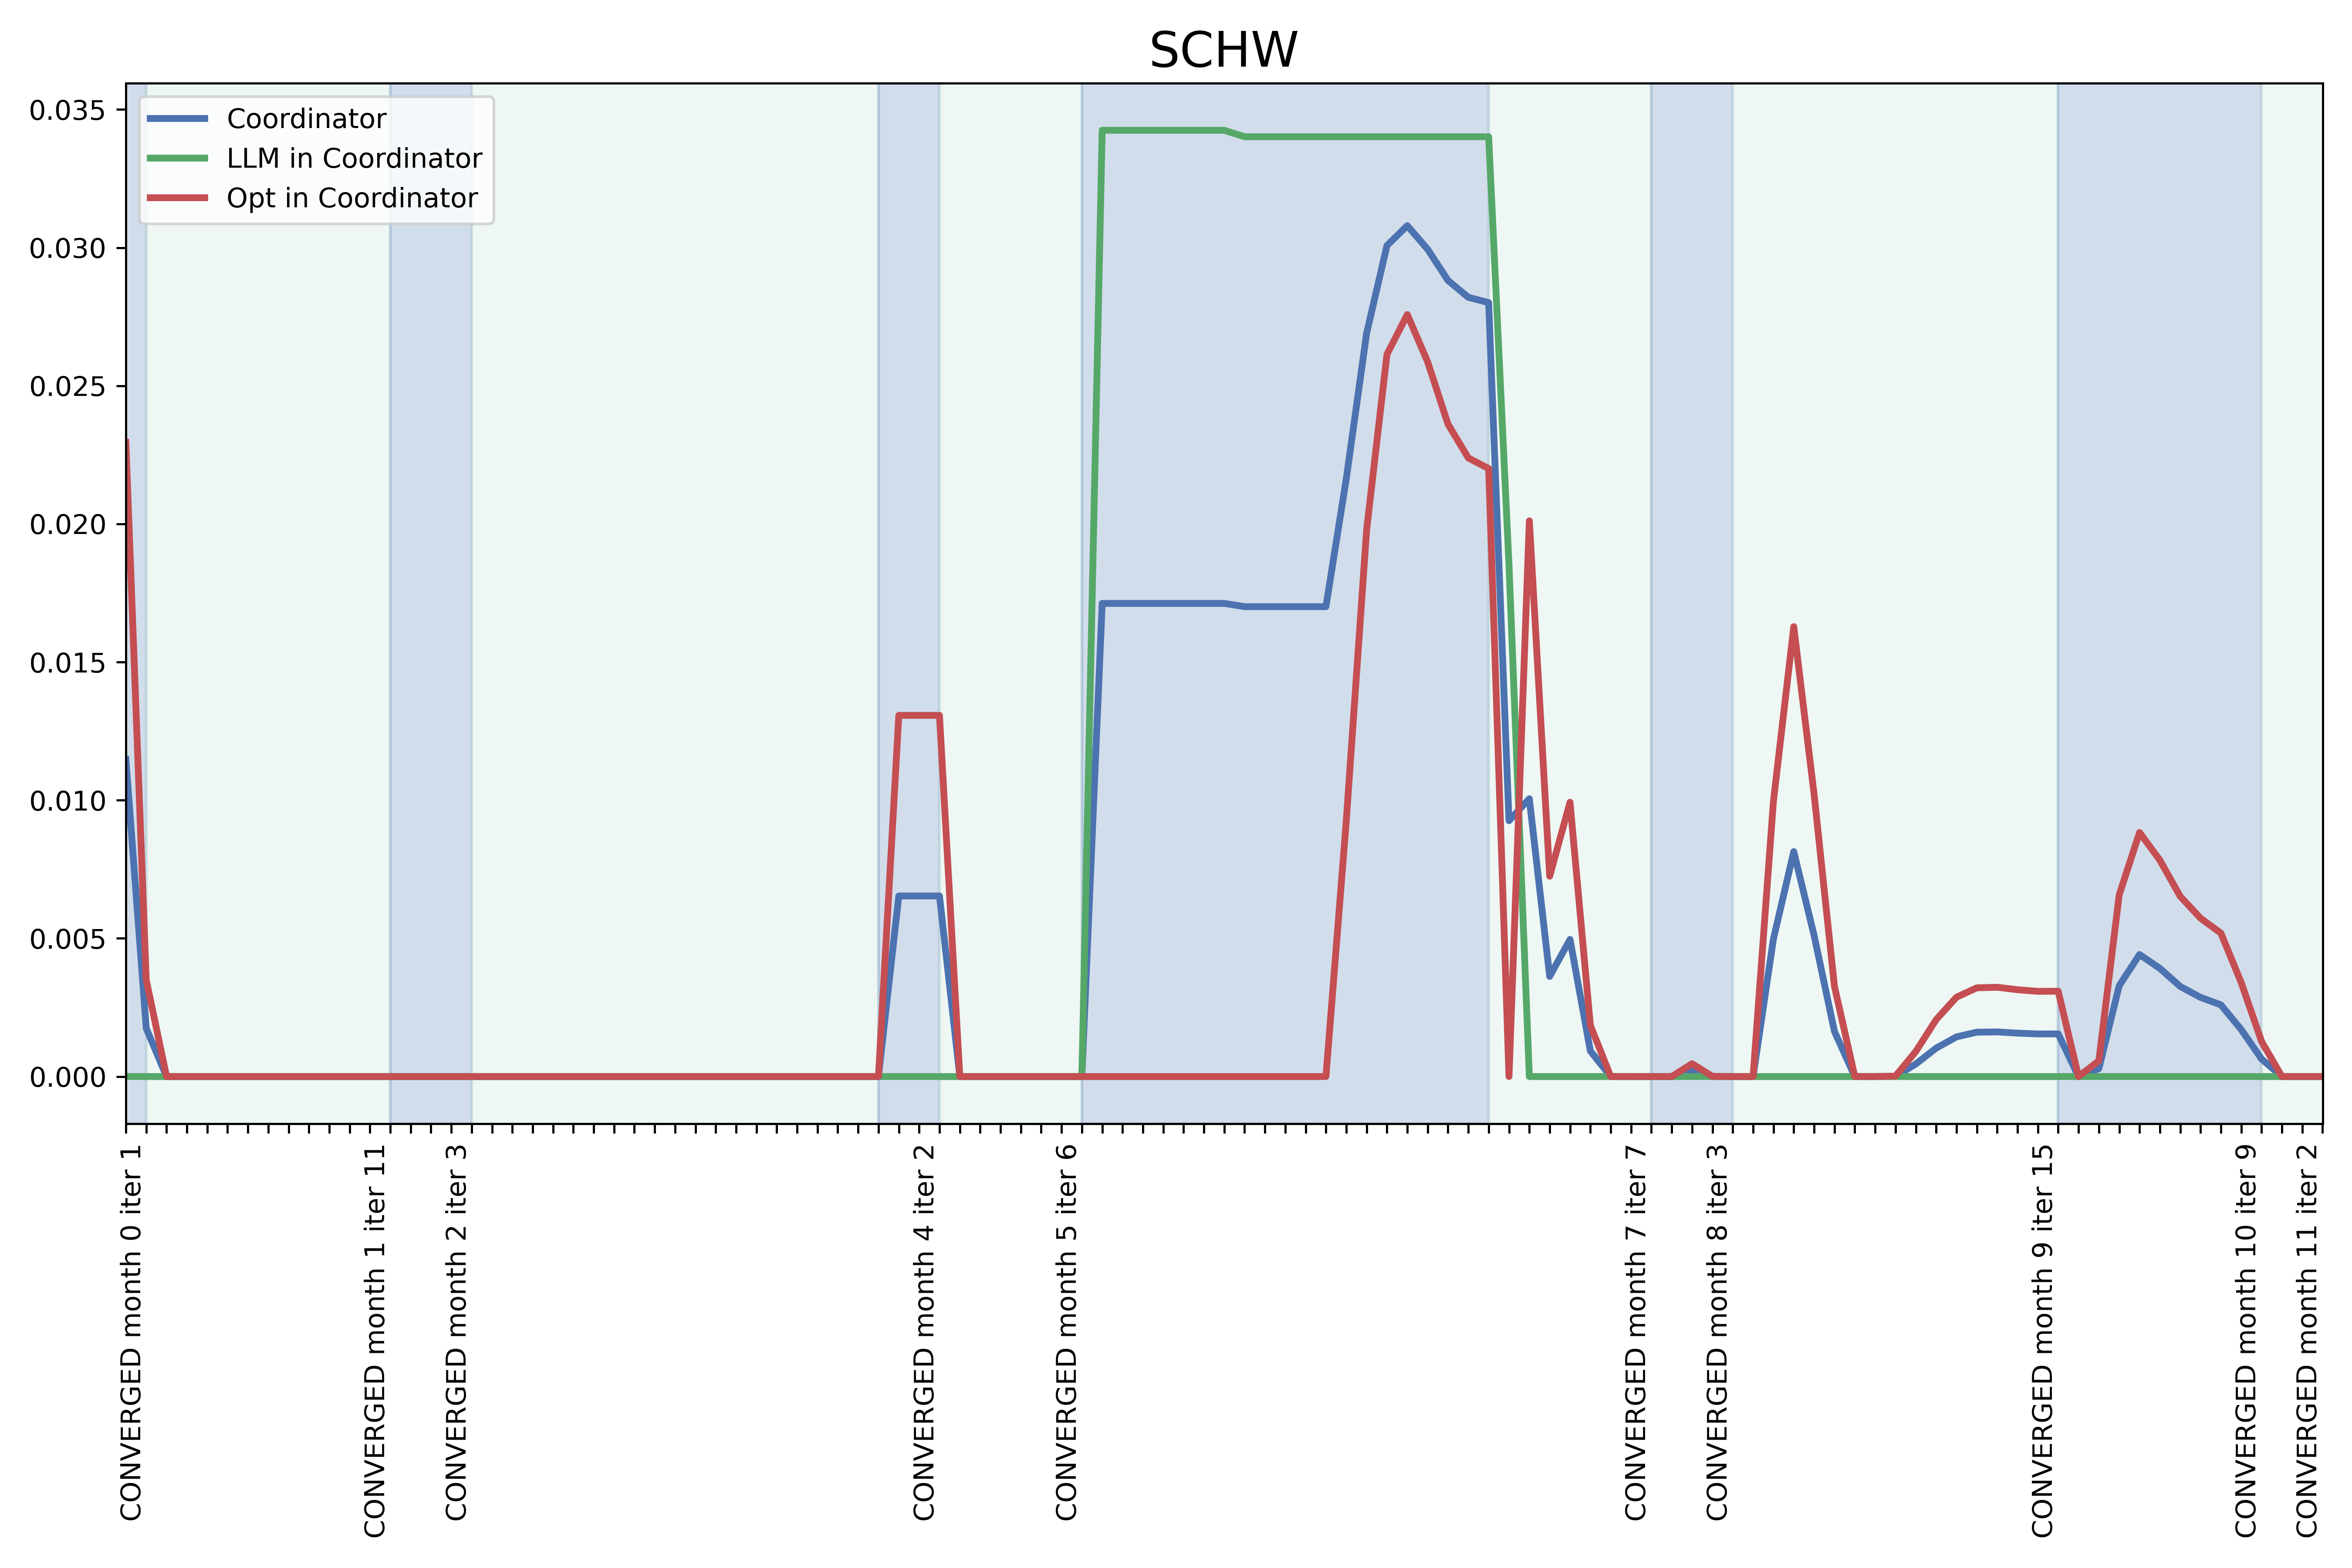 SCHW
Coordinator
LLM in Coordinator
Opt in Coordinator
0.035
0.030
0.025
0.020
0.015
0.010
0.005
0.000
CONVERGED month 0 iter 1
CONVERGED month 1 iter 11
CONVERGED month 2 iter 3
CONVERGED month 4 iter 2
CONVERGED month 5 iter 6
CONVERGED month 7 iter 7
CONVERGED month 8 iter 3
CONVERGED month 9 iter 15
CONVERGED month 10 iter 9
CONVERGED month 11 iter 2